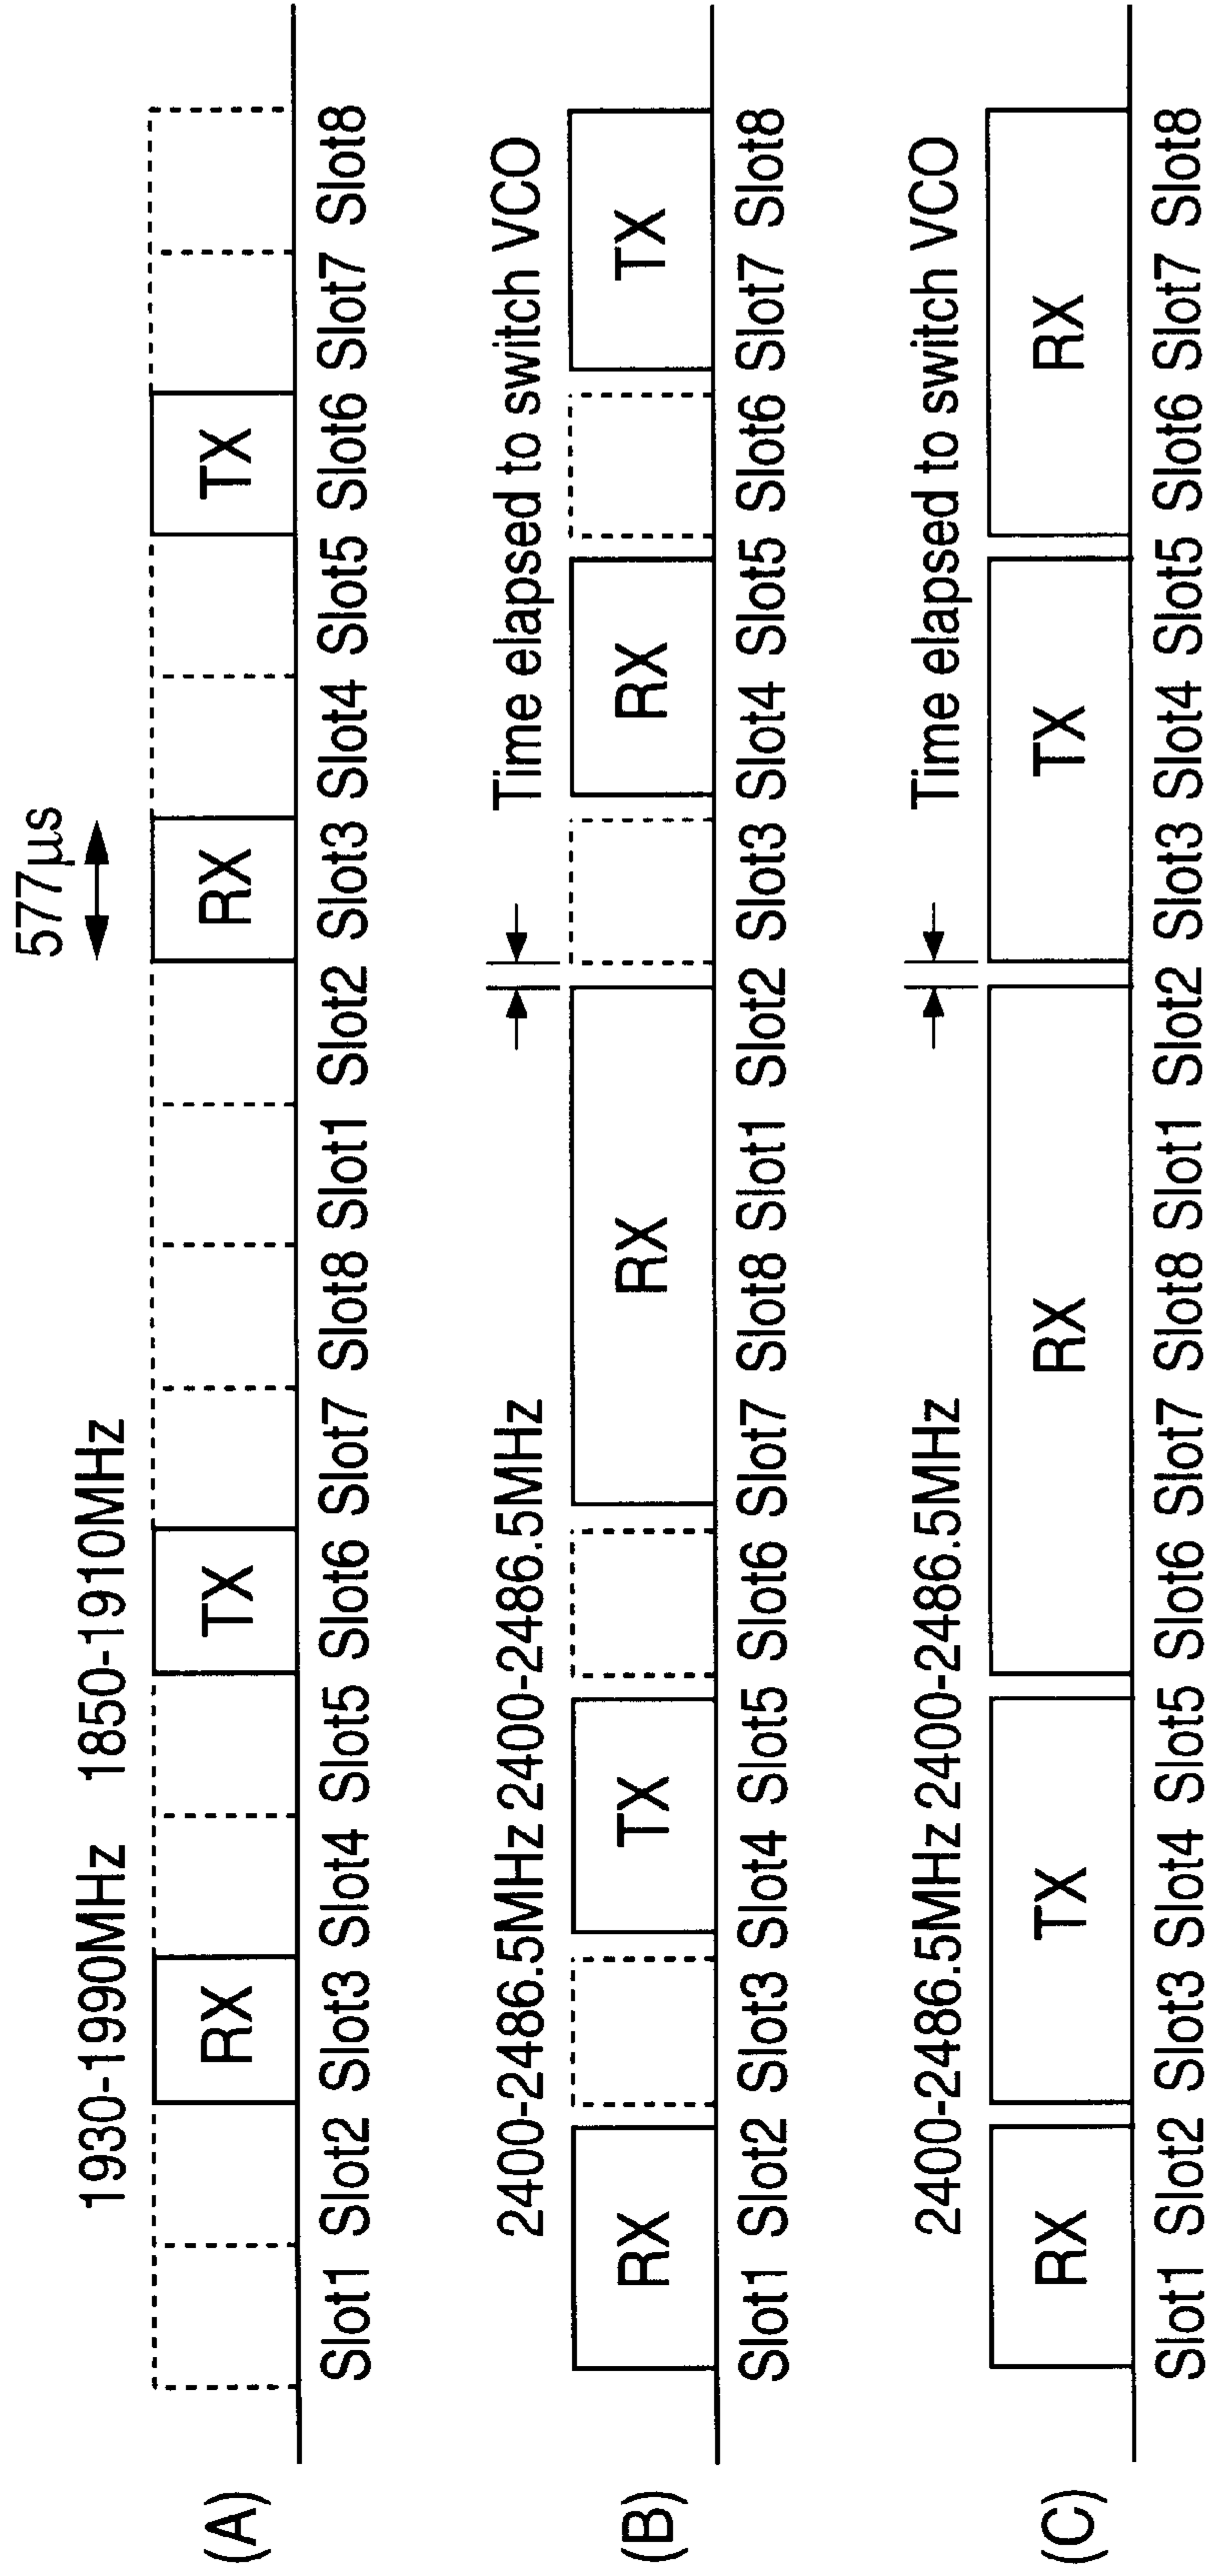 577μs
1930-1990MHz 1850-1910MHz
(A)
RX TX RX TX
Slot1 Slot2 Slot3 Slot4 Slot5 Slot6 Slot7 Slot8 Slot1 Slot2 Slot3 Slot4 Slot5 Slot6 Slot7 Slot8
2400-2486.5MHz 2400-2486.5MHz Time elapsed to switch VCO
(B)
RX TX RX RX TX
Slot1 Slot2 Slot3 Slot4 Slot5 Slot6 Slot7 Slot8 Slot1 Slot2 Slot3 Slot4 Slot5 Slot6 Slot7 Slot8
2400-2486.5MHz 2400-2486.5MHz Time elapsed to switch VCO
(C)
RX TX RX TX RX
Slot1 Slot2 Slot3 Slot4 Slot5 Slot6 Slot7 Slot8 Slot1 Slot2 Slot3 Slot4 Slot5 Slot6 Slot7 Slot8